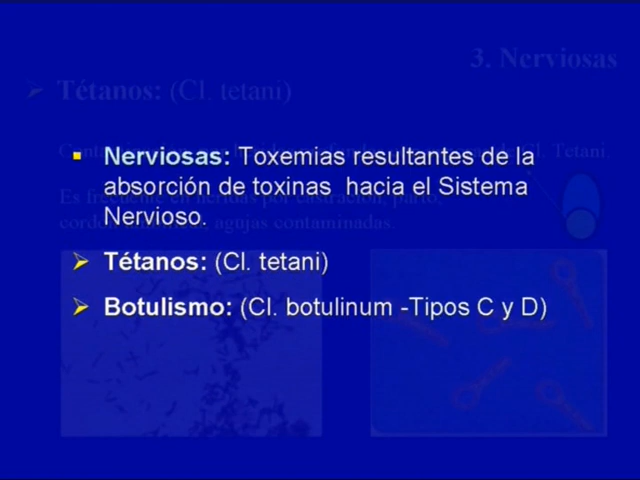 3. Nerviosas
Tétanos: (Cl. tetani)
Nerviosas: Toxemias resultantes de la
absorción de toxinas hacia el Sistema
Nervioso.
Tétanos: (Cl. tetani)
Botulismo: (Cl. botulinum -Tipos C y D)